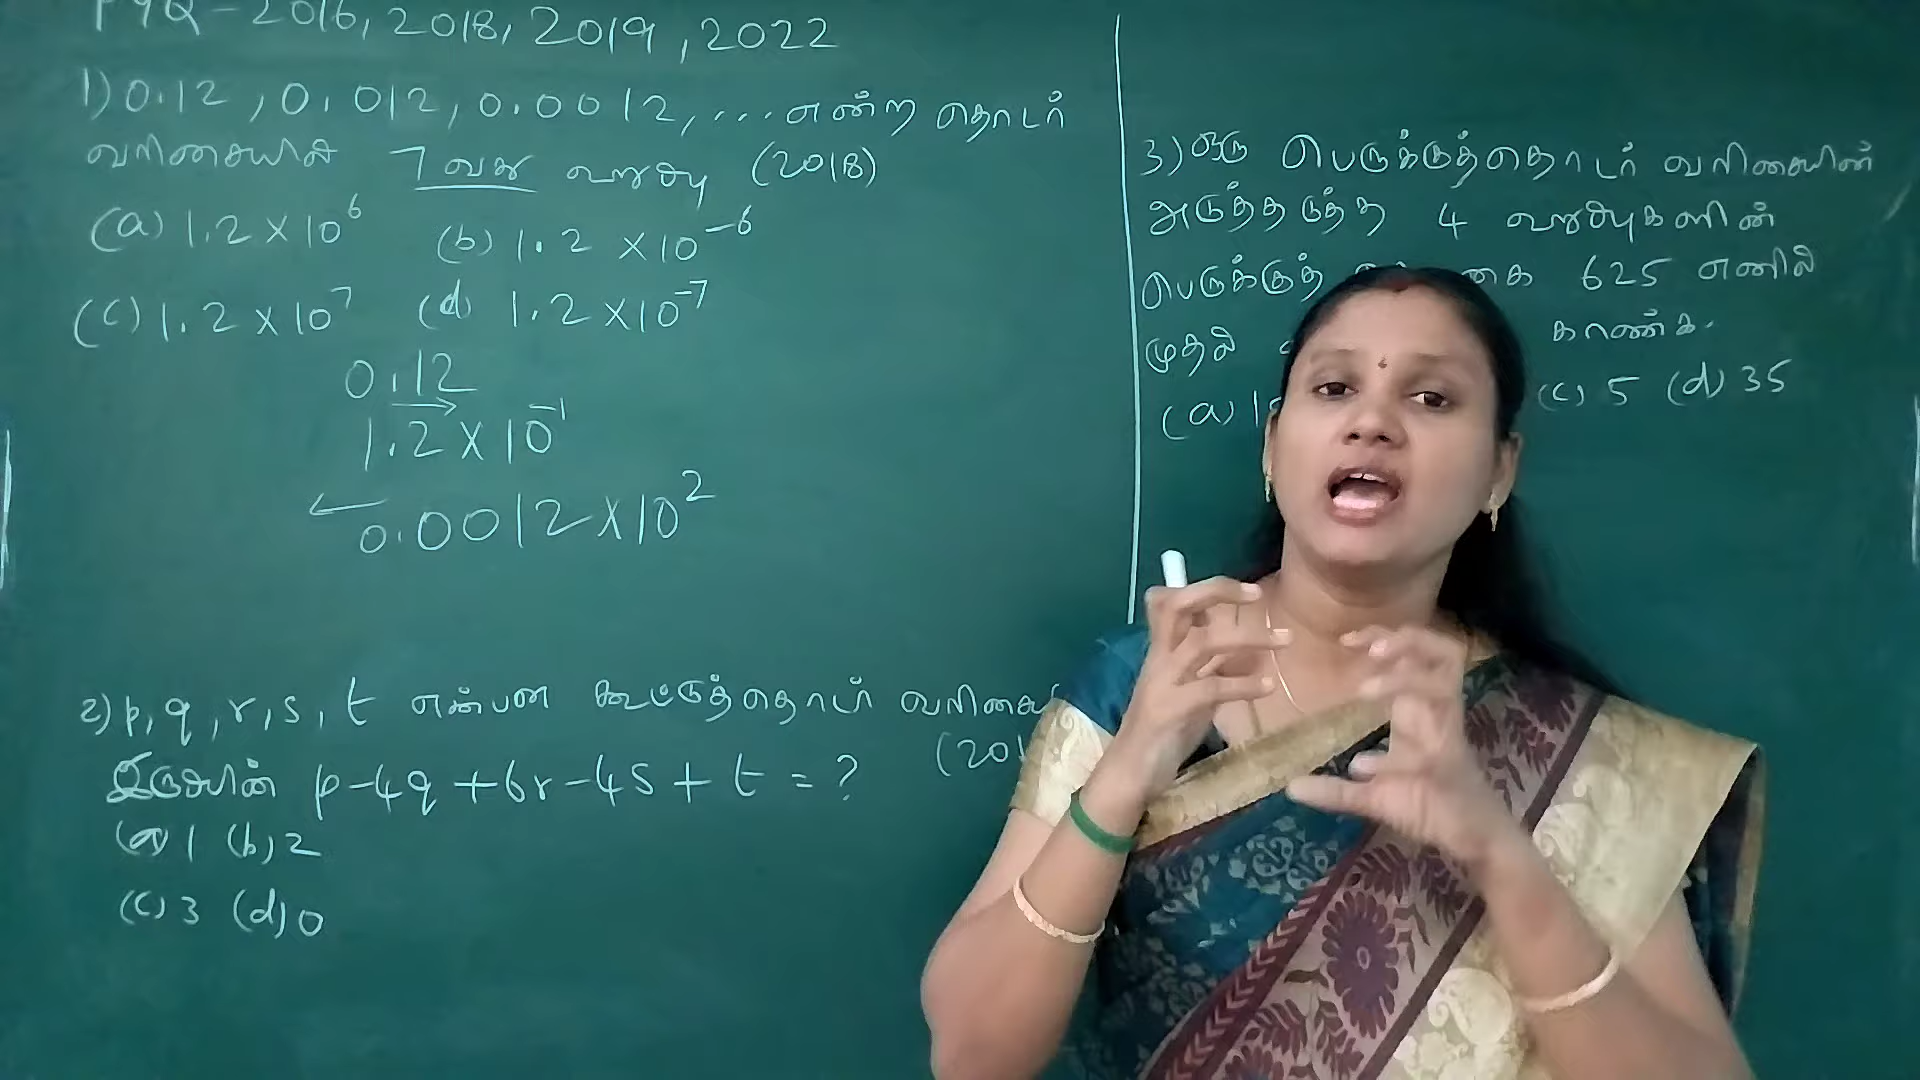 PYQ - 2016, 2018, 2019, 2022
1) 0.12, 0.012, 0.0012, ... என்ற தொடர்
வரிசையில் 7 வது உறுப்பு (2018)
(a) 1.2 × 10^6 (b) 1.2 × 10^-6
(c) 1.2 × 10^7 (d) 1.2 × 10^-7
0.12
1.2 × 10^-1
0.0012 × 10^2
2) p, q, r, s, t என்பன கூட்டுத்தொடர்
இருப்பின் p - 4q + 6r - 4s + t = ?
(a) 1 (b) 2
(c) 3 (d) 0
3) ஒரு பெருக்குத்தொடர் வரிசையின்
அடுத்தடுத்த 4 உறுப்புகளின்
625 எனில்
முதல் காண்க.
(a) (c) 5 (d) 35